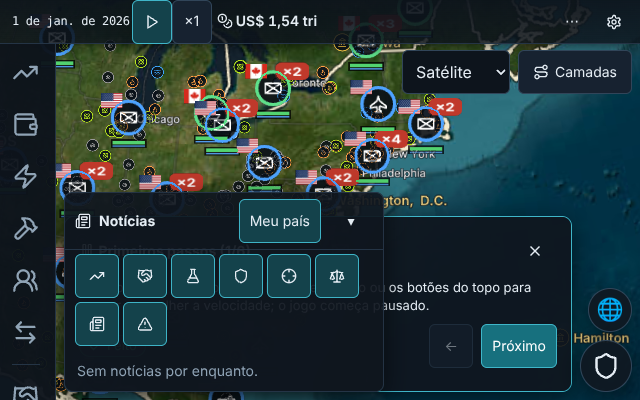 1 de jan. de 2026
×1
US$ 1,54 tri
...
Satélite
Camadas
×3
×2
×2
×2
×4
×2
×2
×2
Toronto
New York
Philadelphia
D.C.
Hamilton
Notícias
Meu país
▼
os botões do topo para
a velocidade; o jogo começa pausado.
←
Próximo
Sem notícias por enquanto.